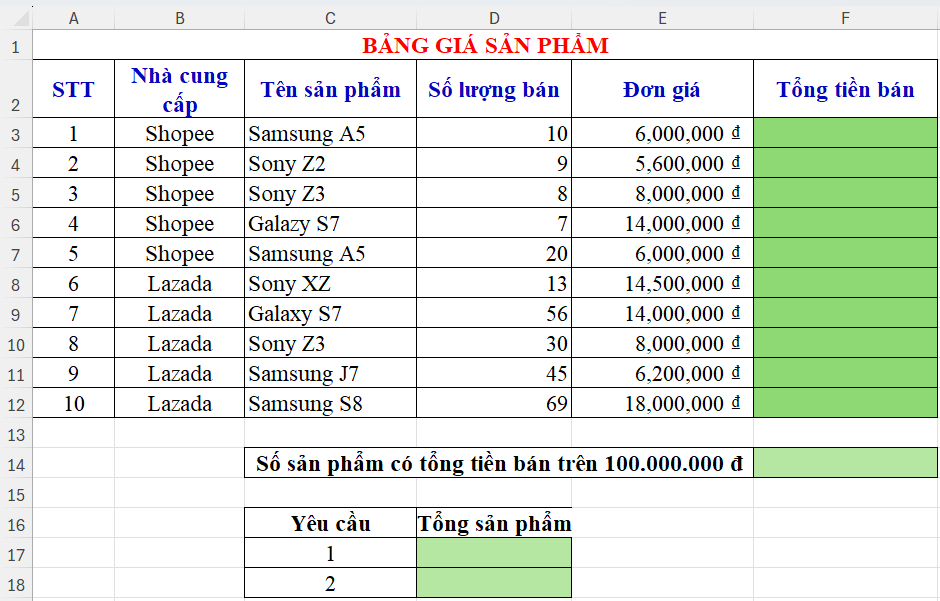 A B C D E F
1 BẢNG GIÁ SẢN PHẨM
2 STT Nhà cung cấp Tên sản phẩm Số lượng bán Đơn giá Tổng tiền bán
3 1 Shopee Samsung A5 10 6,000,000 ₫
4 2 Shopee Sony Z2 9 5,600,000 ₫
5 3 Shopee Sony Z3 8 8,000,000 ₫
6 4 Shopee Galazy S7 7 14,000,000 ₫
7 5 Shopee Samsung A5 20 6,000,000 ₫
8 6 Lazada Sony XZ 13 14,500,000 ₫
9 7 Lazada Galaxy S7 56 14,000,000 ₫
10 8 Lazada Sony Z3 30 8,000,000 ₫
11 9 Lazada Samsung J7 45 6,200,000 ₫
12 10 Lazada Samsung S8 69 18,000,000 ₫
13
14 Số sản phẩm có tổng tiền bán trên 100.000.000 đ
15
16 Yêu cầu Tổng sản phẩm
17 1
18 2